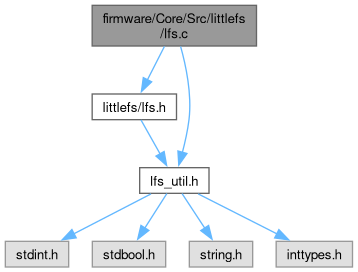 firmware/Core/Src/littlefs
/lfs.c
littlefs/lfs.h
lfs_util.h
stdint.h
stdbool.h
string.h
inttypes.h